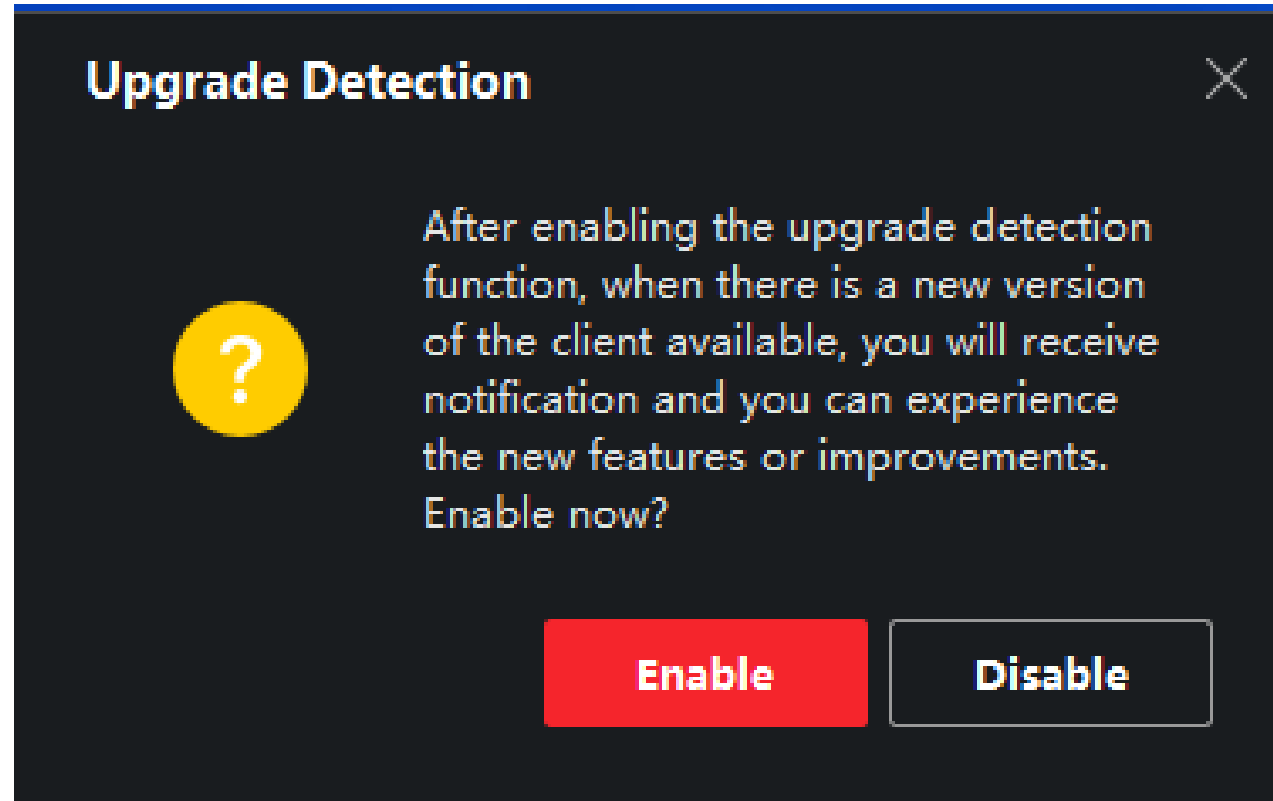 Upgrade Detection
After enabling the upgrade detection
function, when there is a new version
of the client available, you will receive
notification and you can experience
the new features or improvements.
Enable now?
?
Enable
Disable